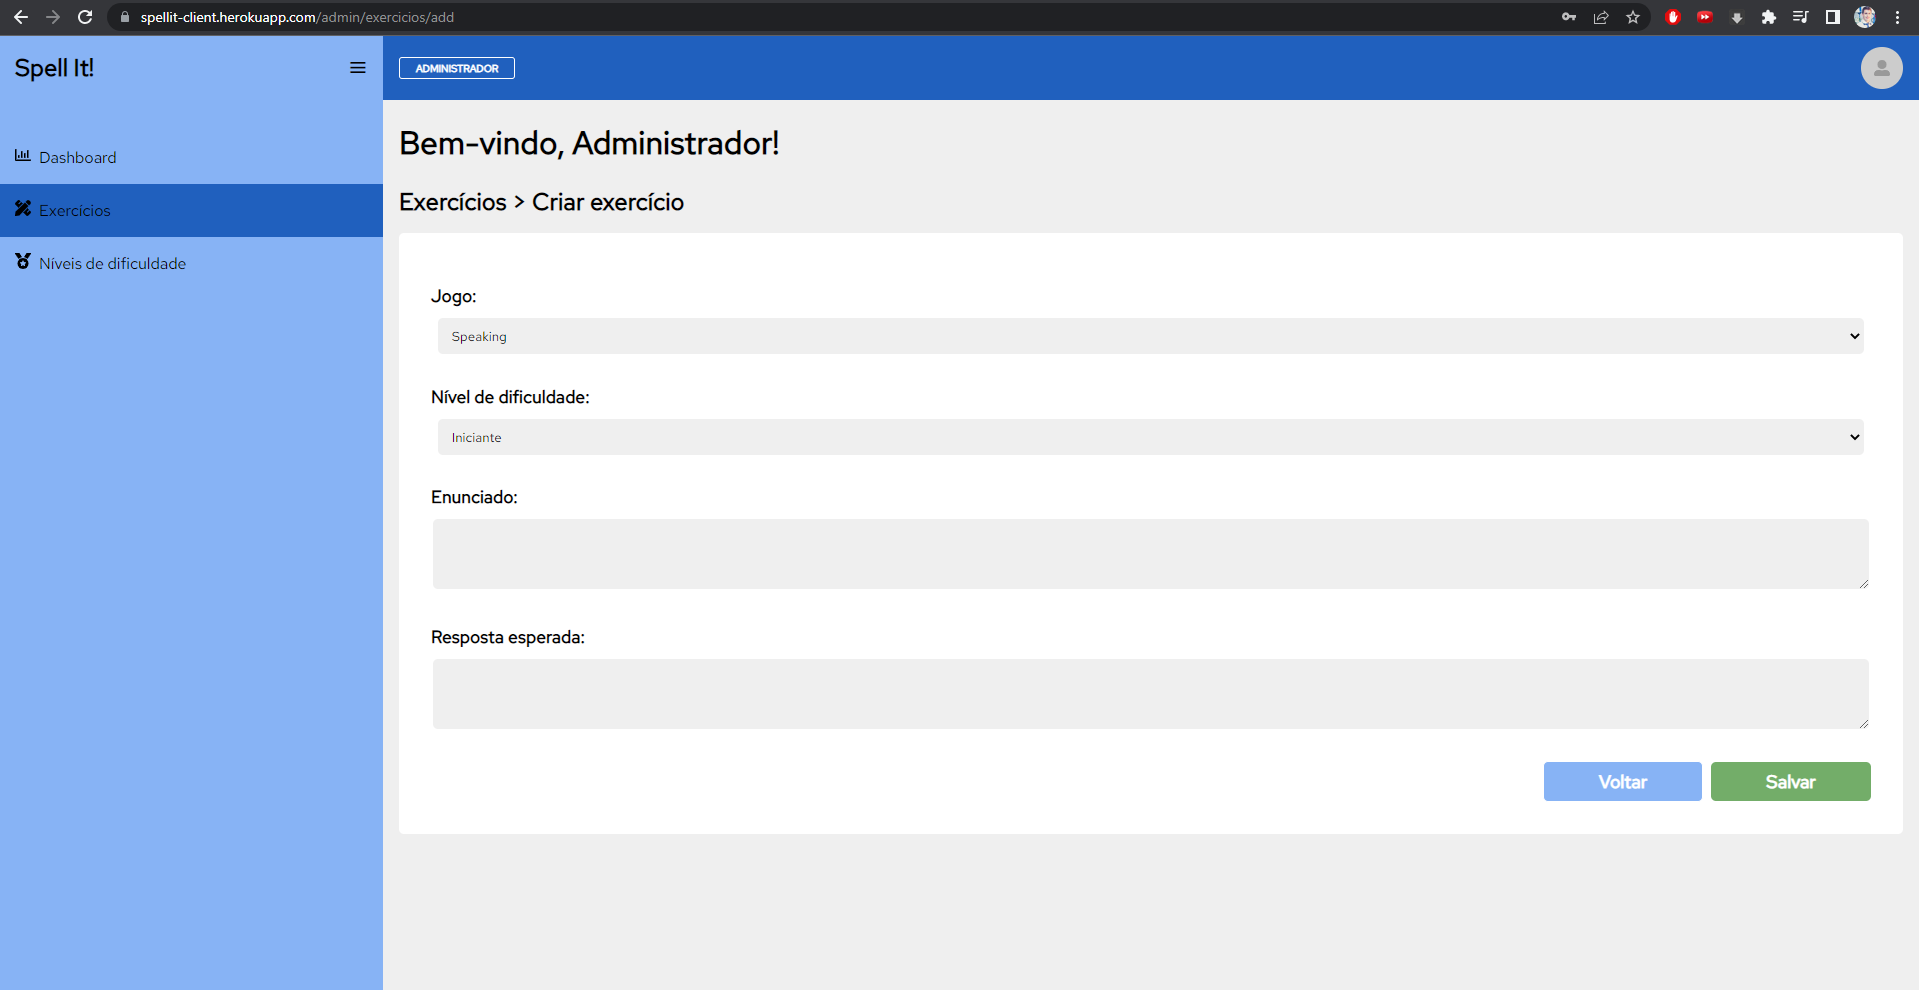 spellit-client.herokuapp.com/admin/exercicios/add
Spell It!
ADMINISTRADOR
Dashboard
Exercícios
Níveis de dificuldade
Bem-vindo, Administrador!
Exercícios > Criar exercício
Jogo:
Speaking
Nível de dificuldade:
Iniciante
Enunciado:
Resposta esperada:
Voltar
Salvar